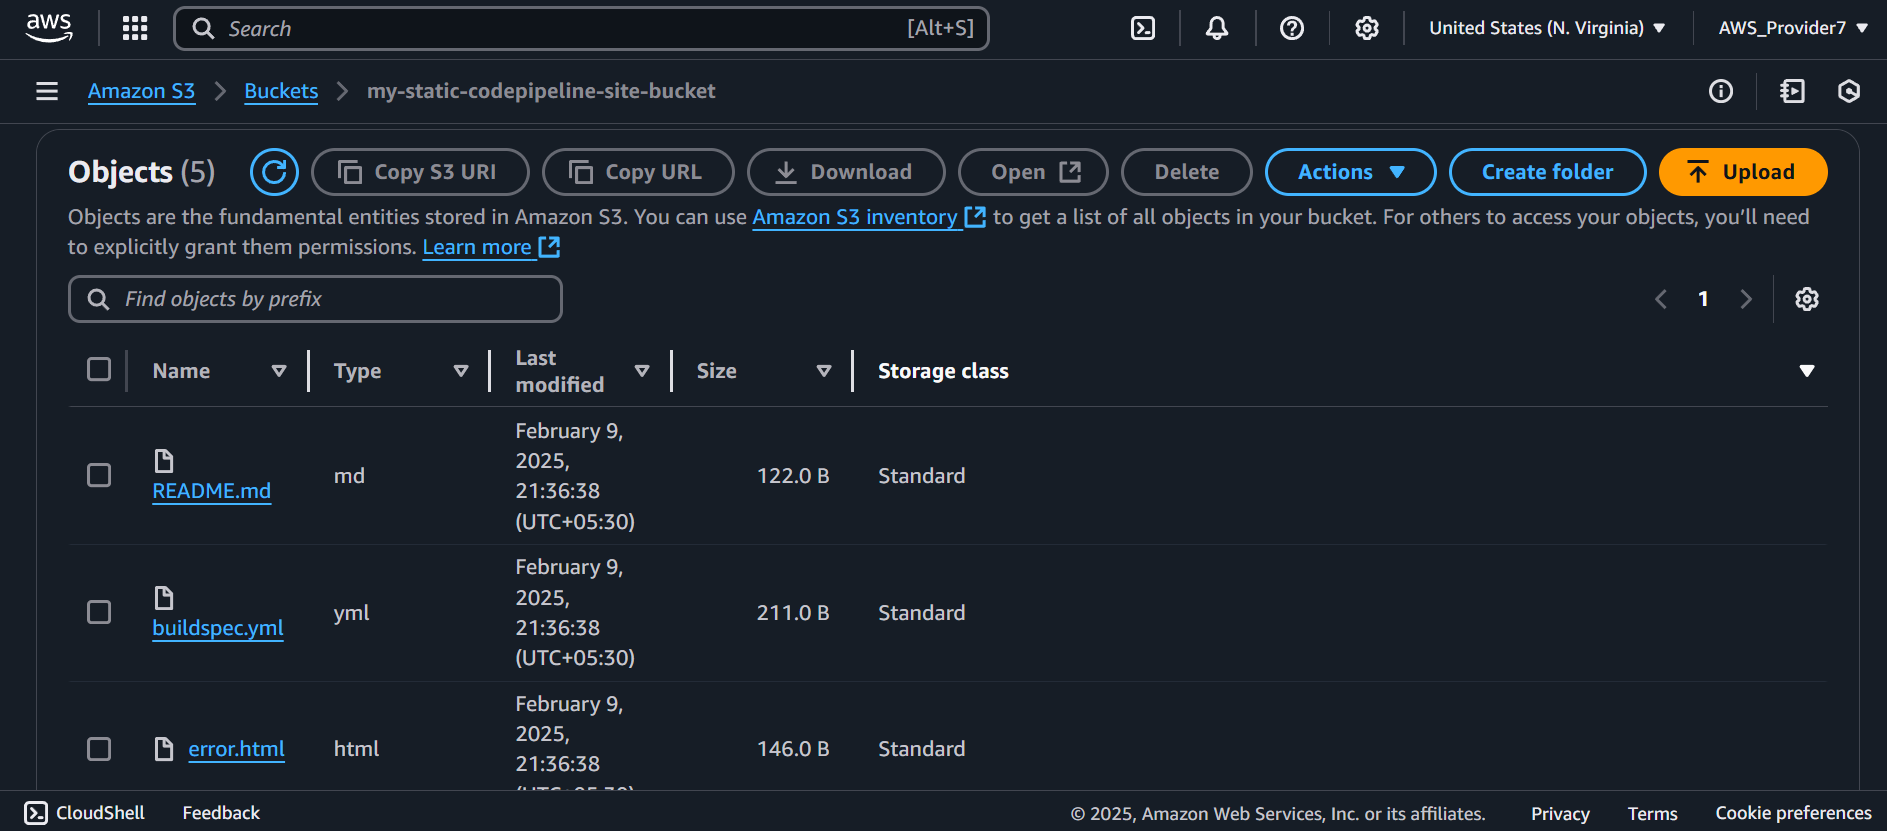 aws
Search [Alt+S]
United States (N. Virginia)
AWS_Provider7
Amazon S3
Buckets
my-static-codepipeline-site-bucket
Objects (5)
Copy S3 URI
Copy URL
Download
Open
Delete
Actions
Create folder
Upload
Objects are the fundamental entities stored in Amazon S3. You can use Amazon S3 inventory to get a list of all objects in your bucket. For others to access your objects, you’ll need
to explicitly grant them permissions. Learn more
Find objects by prefix
1
Name
Type
Last
modified
Size
Storage class
README.md
md
February 9,
2025,
21:36:38
(UTC+05:30)
122.0 B
Standard
buildspec.yml
yml
February 9,
2025,
21:36:38
(UTC+05:30)
211.0 B
Standard
error.html
html
February 9,
2025,
21:36:38
146.0 B
Standard
CloudShell
Feedback
© 2025, Amazon Web Services, Inc. or its affiliates.
Privacy
Terms
Cookie preferences